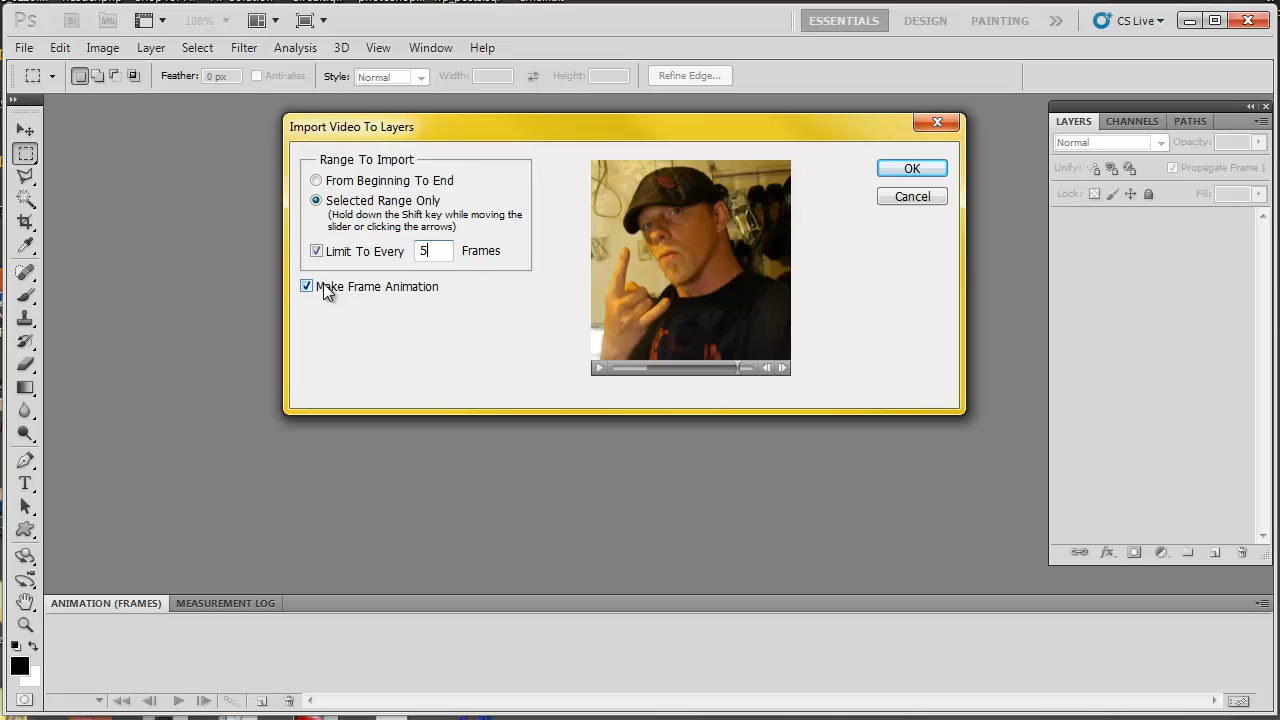 Ps Br Mb 100% ESSENTIALS DESIGN PAINTING CS Live
File Edit Image Layer Select Filter Analysis 3D View Window Help
Feather: 0 px Anti-alias Style: Normal Width: Height: Refine Edge...
Import Video To Layers
Range To Import
From Beginning To End
Selected Range Only
(Hold down the Shift key while moving the
slider or clicking the arrows)
Limit To Every 5 Frames
Make Frame Animation
OK
Cancel
LAYERS CHANNELS PATHS
Normal Opacity:
Unify: Propagate Frame 1
Lock: Fill:
ANIMATION (FRAMES) MEASUREMENT LOG